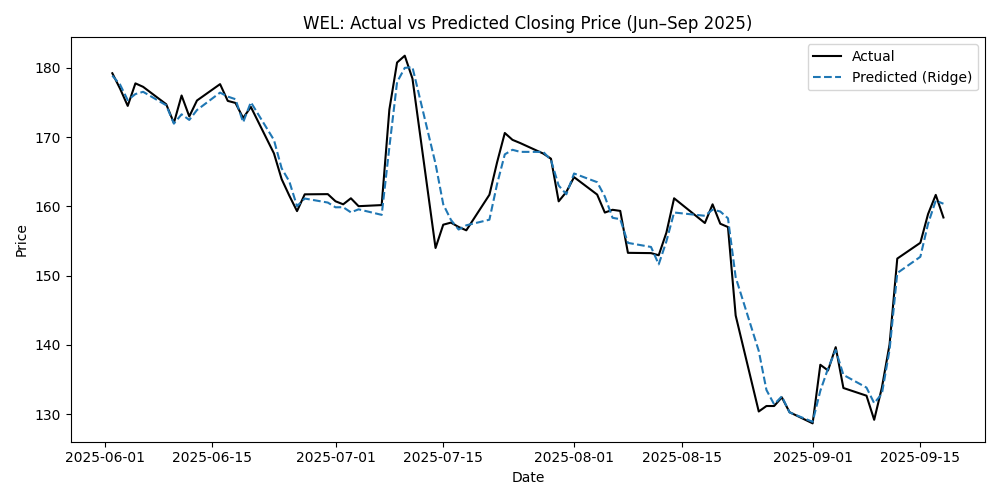 WEL: Actual vs Predicted Closing Price (Jun–Sep 2025)
Actual
Predicted (Ridge)
Price
180
170
160
150
140
130
2025-06-01
2025-06-15
2025-07-01
2025-07-15
2025-08-01
2025-08-15
2025-09-01
2025-09-15
Date